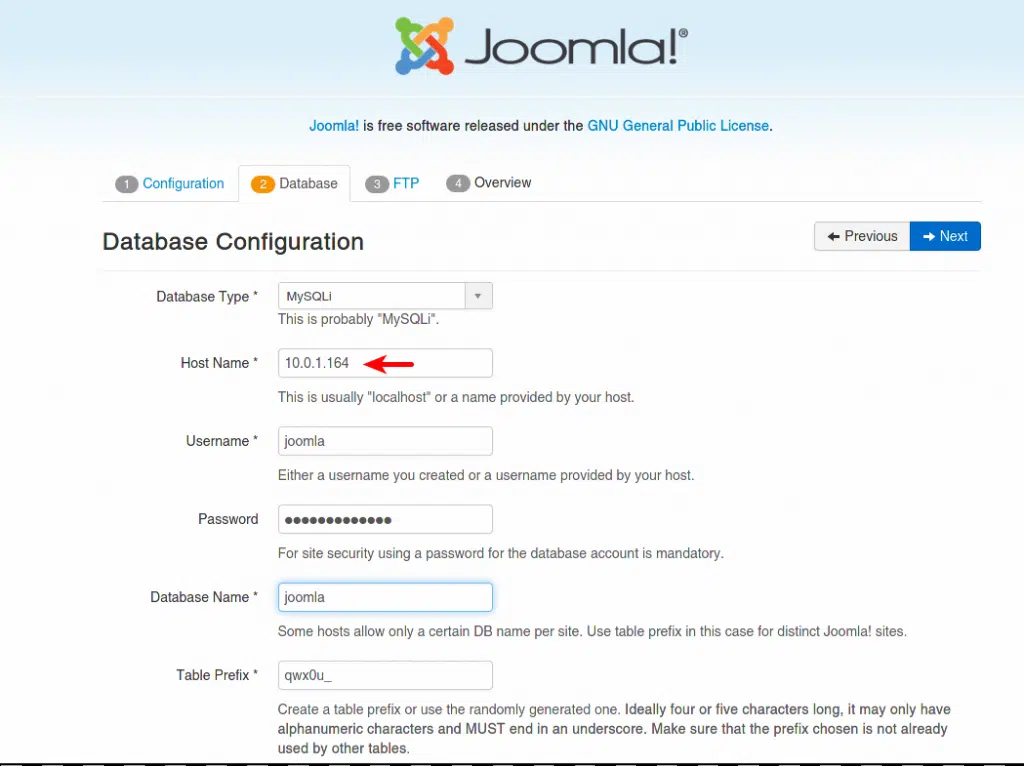 Joomla!®
Joomla! is free software released under the GNU General Public License.
1 Configuration 2 Database 3 FTP 4 Overview
Database Configuration
Previous Next
Database Type * MySQLi
This is probably "MySQLi".
Host Name * 10.0.1.164
This is usually "localhost" or a name provided by your host.
Username * joomla
Either a username you created or a username provided by your host.
Password ●●●●●●●●●●●●●
For site security using a password for the database account is mandatory.
Database Name * joomla
Some hosts allow only a certain DB name per site. Use table prefix in this case for distinct Joomla! sites.
Table Prefix * qwx0u_
Create a table prefix or use the randomly generated one. Ideally four or five characters long, it may only have
alphanumeric characters and MUST end in an underscore. Make sure that the prefix chosen is not already
used by other tables.